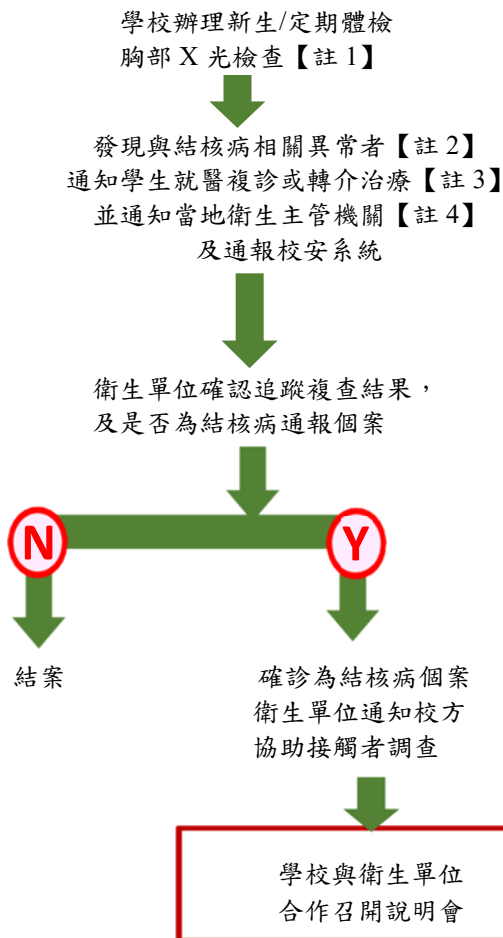 學校辦理新生/定期體檢
胸部 X 光檢查【註 1】
發現與結核病相關異常者【註 2】
通知學生就醫複診或轉介治療【註 3】
並通知當地衛生主管機關【註 4】
及通報校安系統
衛生單位確認追蹤複查結果，
及是否為結核病通報個案
N
Y
結案
確診為結核病個案
衛生單位通知校方
協助接觸者調查
學校與衛生單位
合作召開說明會